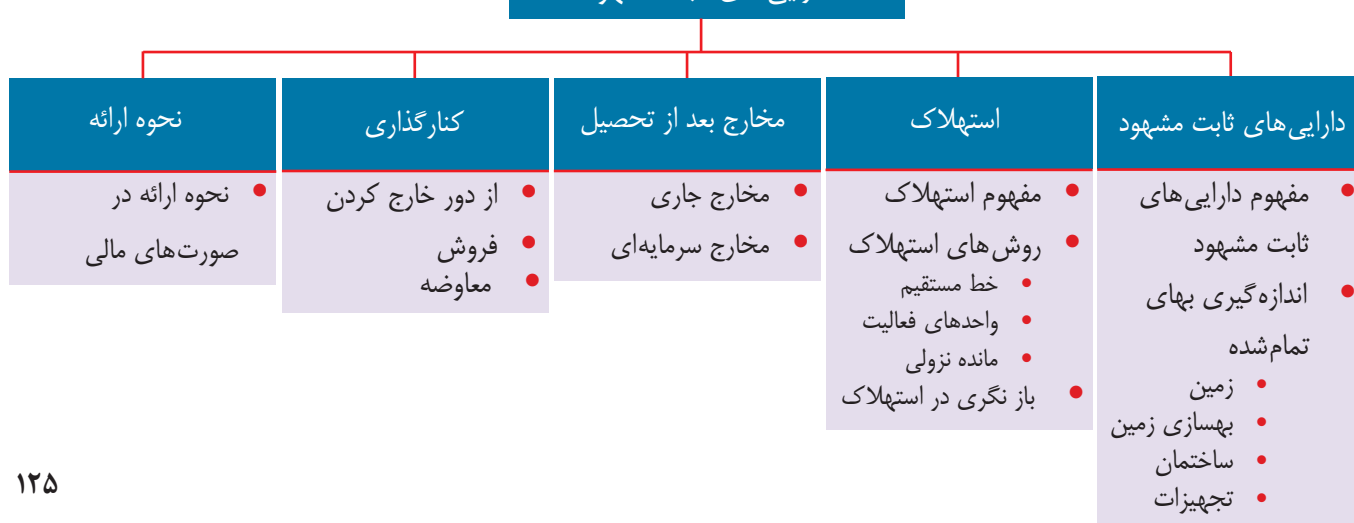 دارایی‌های ثابت مشهود
مفهوم دارایی‌های
ثابت مشهود
اندازه‌گیری بهای
تمام‌شده
زمین
بهسازی زمین
ساختمان
تجهیزات
استهلاک
مفهوم استهلاک
روش‌های استهلاک
خط مستقیم
واحدهای فعالیت
مانده نزولی
باز نگری در استهلاک
مخارج بعد از تحصیل
مخارج جاری
مخارج سرمایه‌ای
کنارگذاری
از دور خارج کردن
فروش
معاوضه
نحوه ارائه
نحوه ارائه در
صورت‌های مالی
۱۲۵